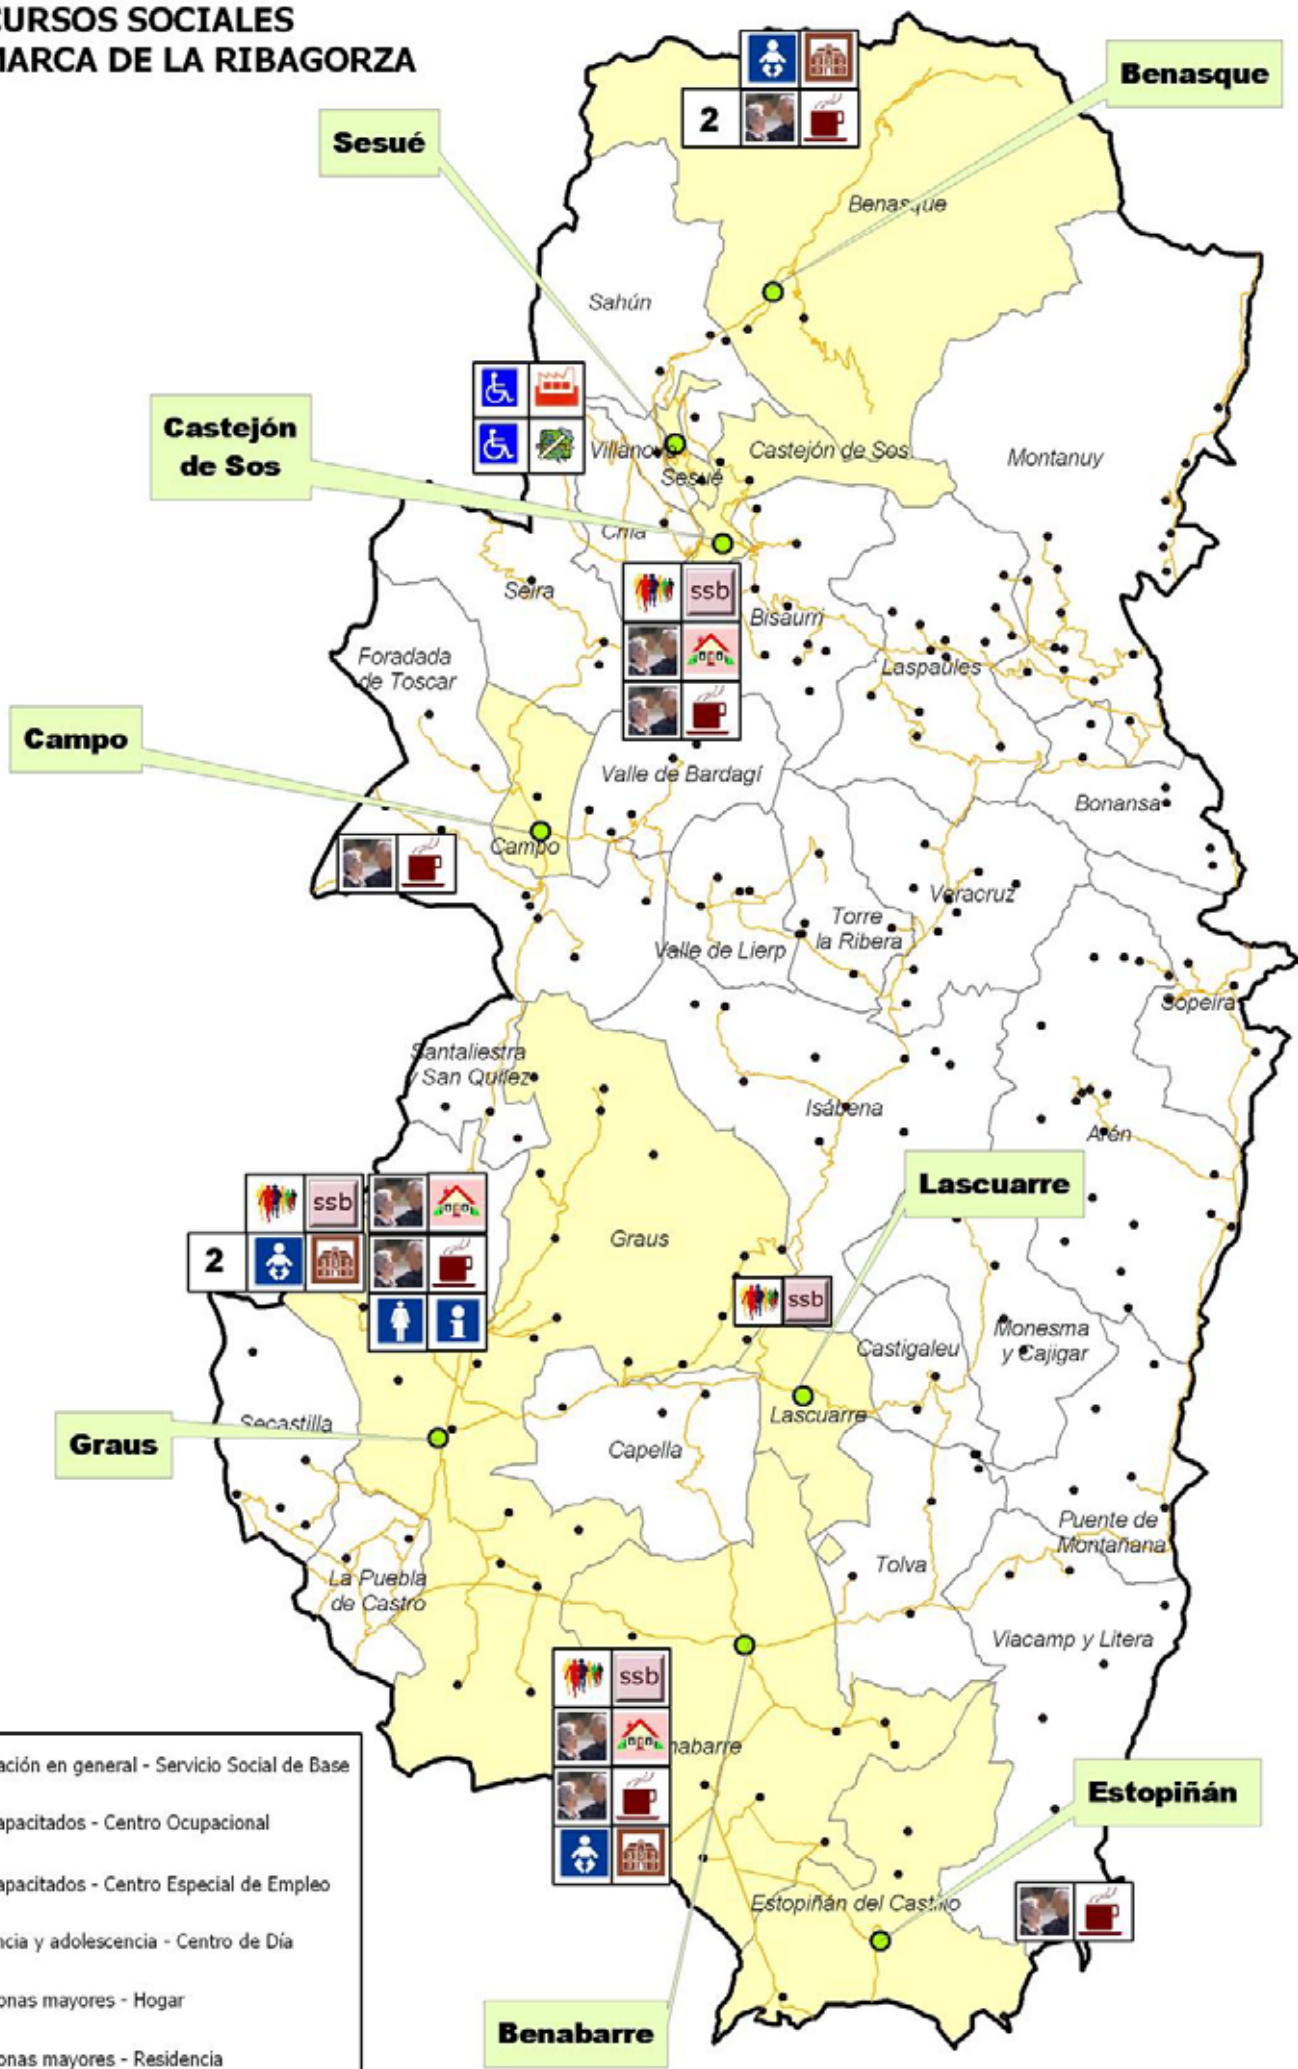 CURSOS SOCIALES
MARCA DE LA RIBAGORZA
Benasque
Sesué
2
Benasque
Sahún
Castejón
de Sos
Villanova
Castejón de Sos
Montanuy
Sesué
Chía
Seira
ssb
Bisaurri
Foradada
de Toscar
Laspaúles
Campo
Valle de Bardagí
Bonansa
Campo
Veracruz
Torre
la Ribera
Valle de Lierp
Sopeira
Santaliestra
y San Quílez
Isábena
Arén
Lascuarre
ssb
Graus
2
ssb
Monesma
y Cajigar
Castigaleu
Lascuarre
Secastilla
Graus
Capella
Puente de
Montañana
Tolva
La Puebla
de Castro
Viacamp y Litera
ssb
nabarre
ación en general - Servicio Social de Base
Estopiñán
apacitados - Centro Ocupacional
apacitados - Centro Especial de Empleo
Estopiñán del Castillo
ncia y adolescencia - Centro de Día
onas mayores - Hogar
Benabarre
onas mayores - Residencia